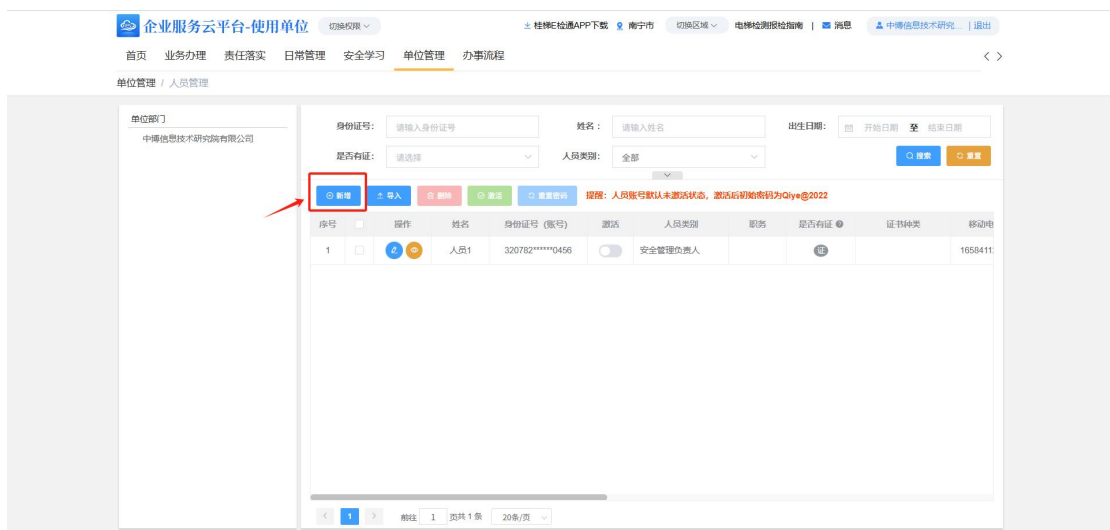 企业服务云平台-使用单位 切换权限 桂梯E检通APP下载 南宁市 切换区域 电梯检测报检指南 | 消息 中博信息技术研究... | 退出
首页 业务办理 责任落实 日常管理 安全学习 单位管理 办事流程
单位管理 / 人员管理
单位部门
中博信息技术研究院有限公司
身份证号： 请输入身份证号 姓名： 请输入姓名 出生日期： 开始日期 至 结束日期
是否有证： 请选择 人员类别： 全部 搜索 重置
新增 导入 删除 激活 重置密码 提醒：人员账号默认未激活状态，激活后初始密码为Qiye@2022
序号 操作 姓名 身份证号（账号） 激活 人员类别 职务 是否有证 证书种类 移动电
1 人员1 320782******0456 安全管理负责人 证 1658411
1 前往 1 页共 1 条 20条/页